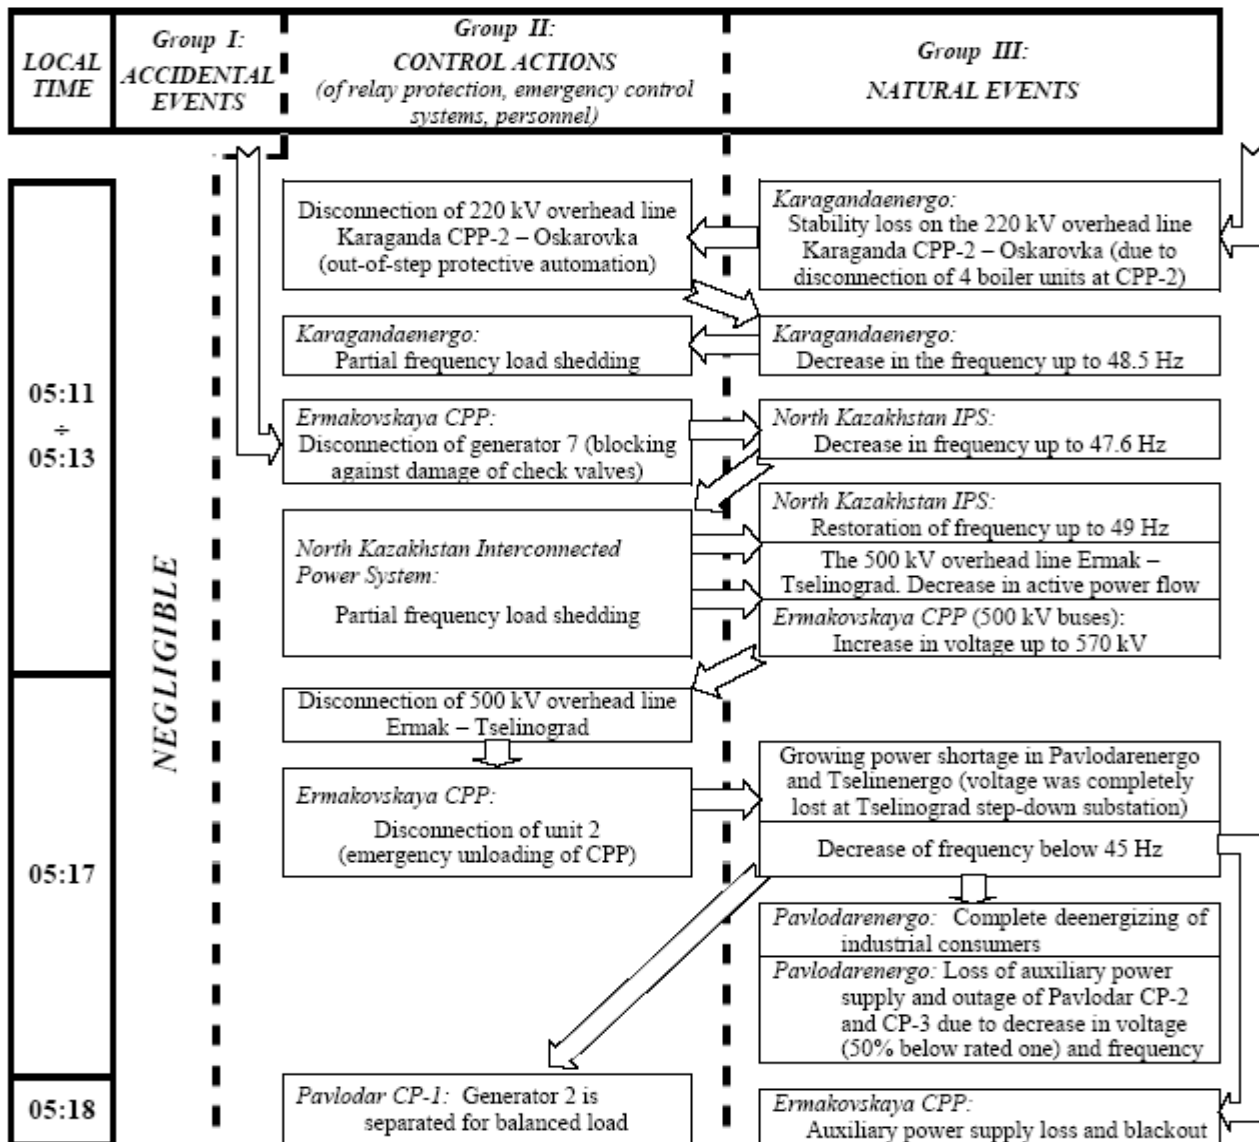 LOCAL
TIME
Group I:
ACCIDENTAL
EVENTS
Group II:
CONTROL ACTIONS
(of relay protection, emergency control
systems, personnel)
Group III:
NATURAL EVENTS
05:11
÷
05:13
NEGLIGIBLE
Disconnection of 220 kV overhead line
Karaganda CPP-2 – Oskarovka
(out-of-step protective automation)
Karagandaenergo:
Stability loss on the 220 kV overhead line
Karaganda CPP-2 – Oskarovka (due to
disconnection of 4 boiler units at CPP-2)
Karagandaenergo:
Partial frequency load shedding
Karagandaenergo:
Decrease in the frequency up to 48.5 Hz
Ermakovskaya CPP:
Disconnection of generator 7 (blocking
against damage of check valves)
North Kazakhstan IPS:
Decrease in frequency up to 47.6 Hz
North Kazakhstan Interconnected
Power System:
Partial frequency load shedding
North Kazakhstan IPS:
Restoration of frequency up to 49 Hz
The 500 kV overhead line Ermak –
Tselinograd. Decrease in active power flow
Ermakovskaya CPP (500 kV buses):
Increase in voltage up to 570 kV
05:17
Disconnection of 500 kV overhead line
Ermak – Tselinograd
Ermakovskaya CPP:
Disconnection of unit 2
(emergency unloading of CPP)
Growing power shortage in Pavlodarenergo
and Tselinenergo (voltage was completely
lost at Tselinograd step-down substation)
Decrease of frequency below 45 Hz
Pavlodarenergo: Complete deenergizing of
industrial consumers
Pavlodarenergo: Loss of auxiliary power
supply and outage of Pavlodar CP-2
and CP-3 due to decrease in voltage
(50% below rated one) and frequency
05:18
Pavlodar CP-1: Generator 2 is
separated for balanced load
Ermakovskaya CPP:
Auxiliary power supply loss and blackout